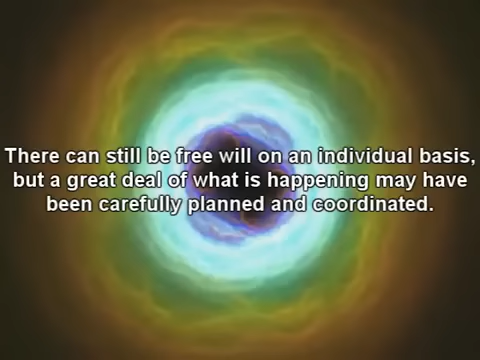 There can still be free will on an individual basis,
but a great deal of what is happening may have
been carefully planned and coordinated.